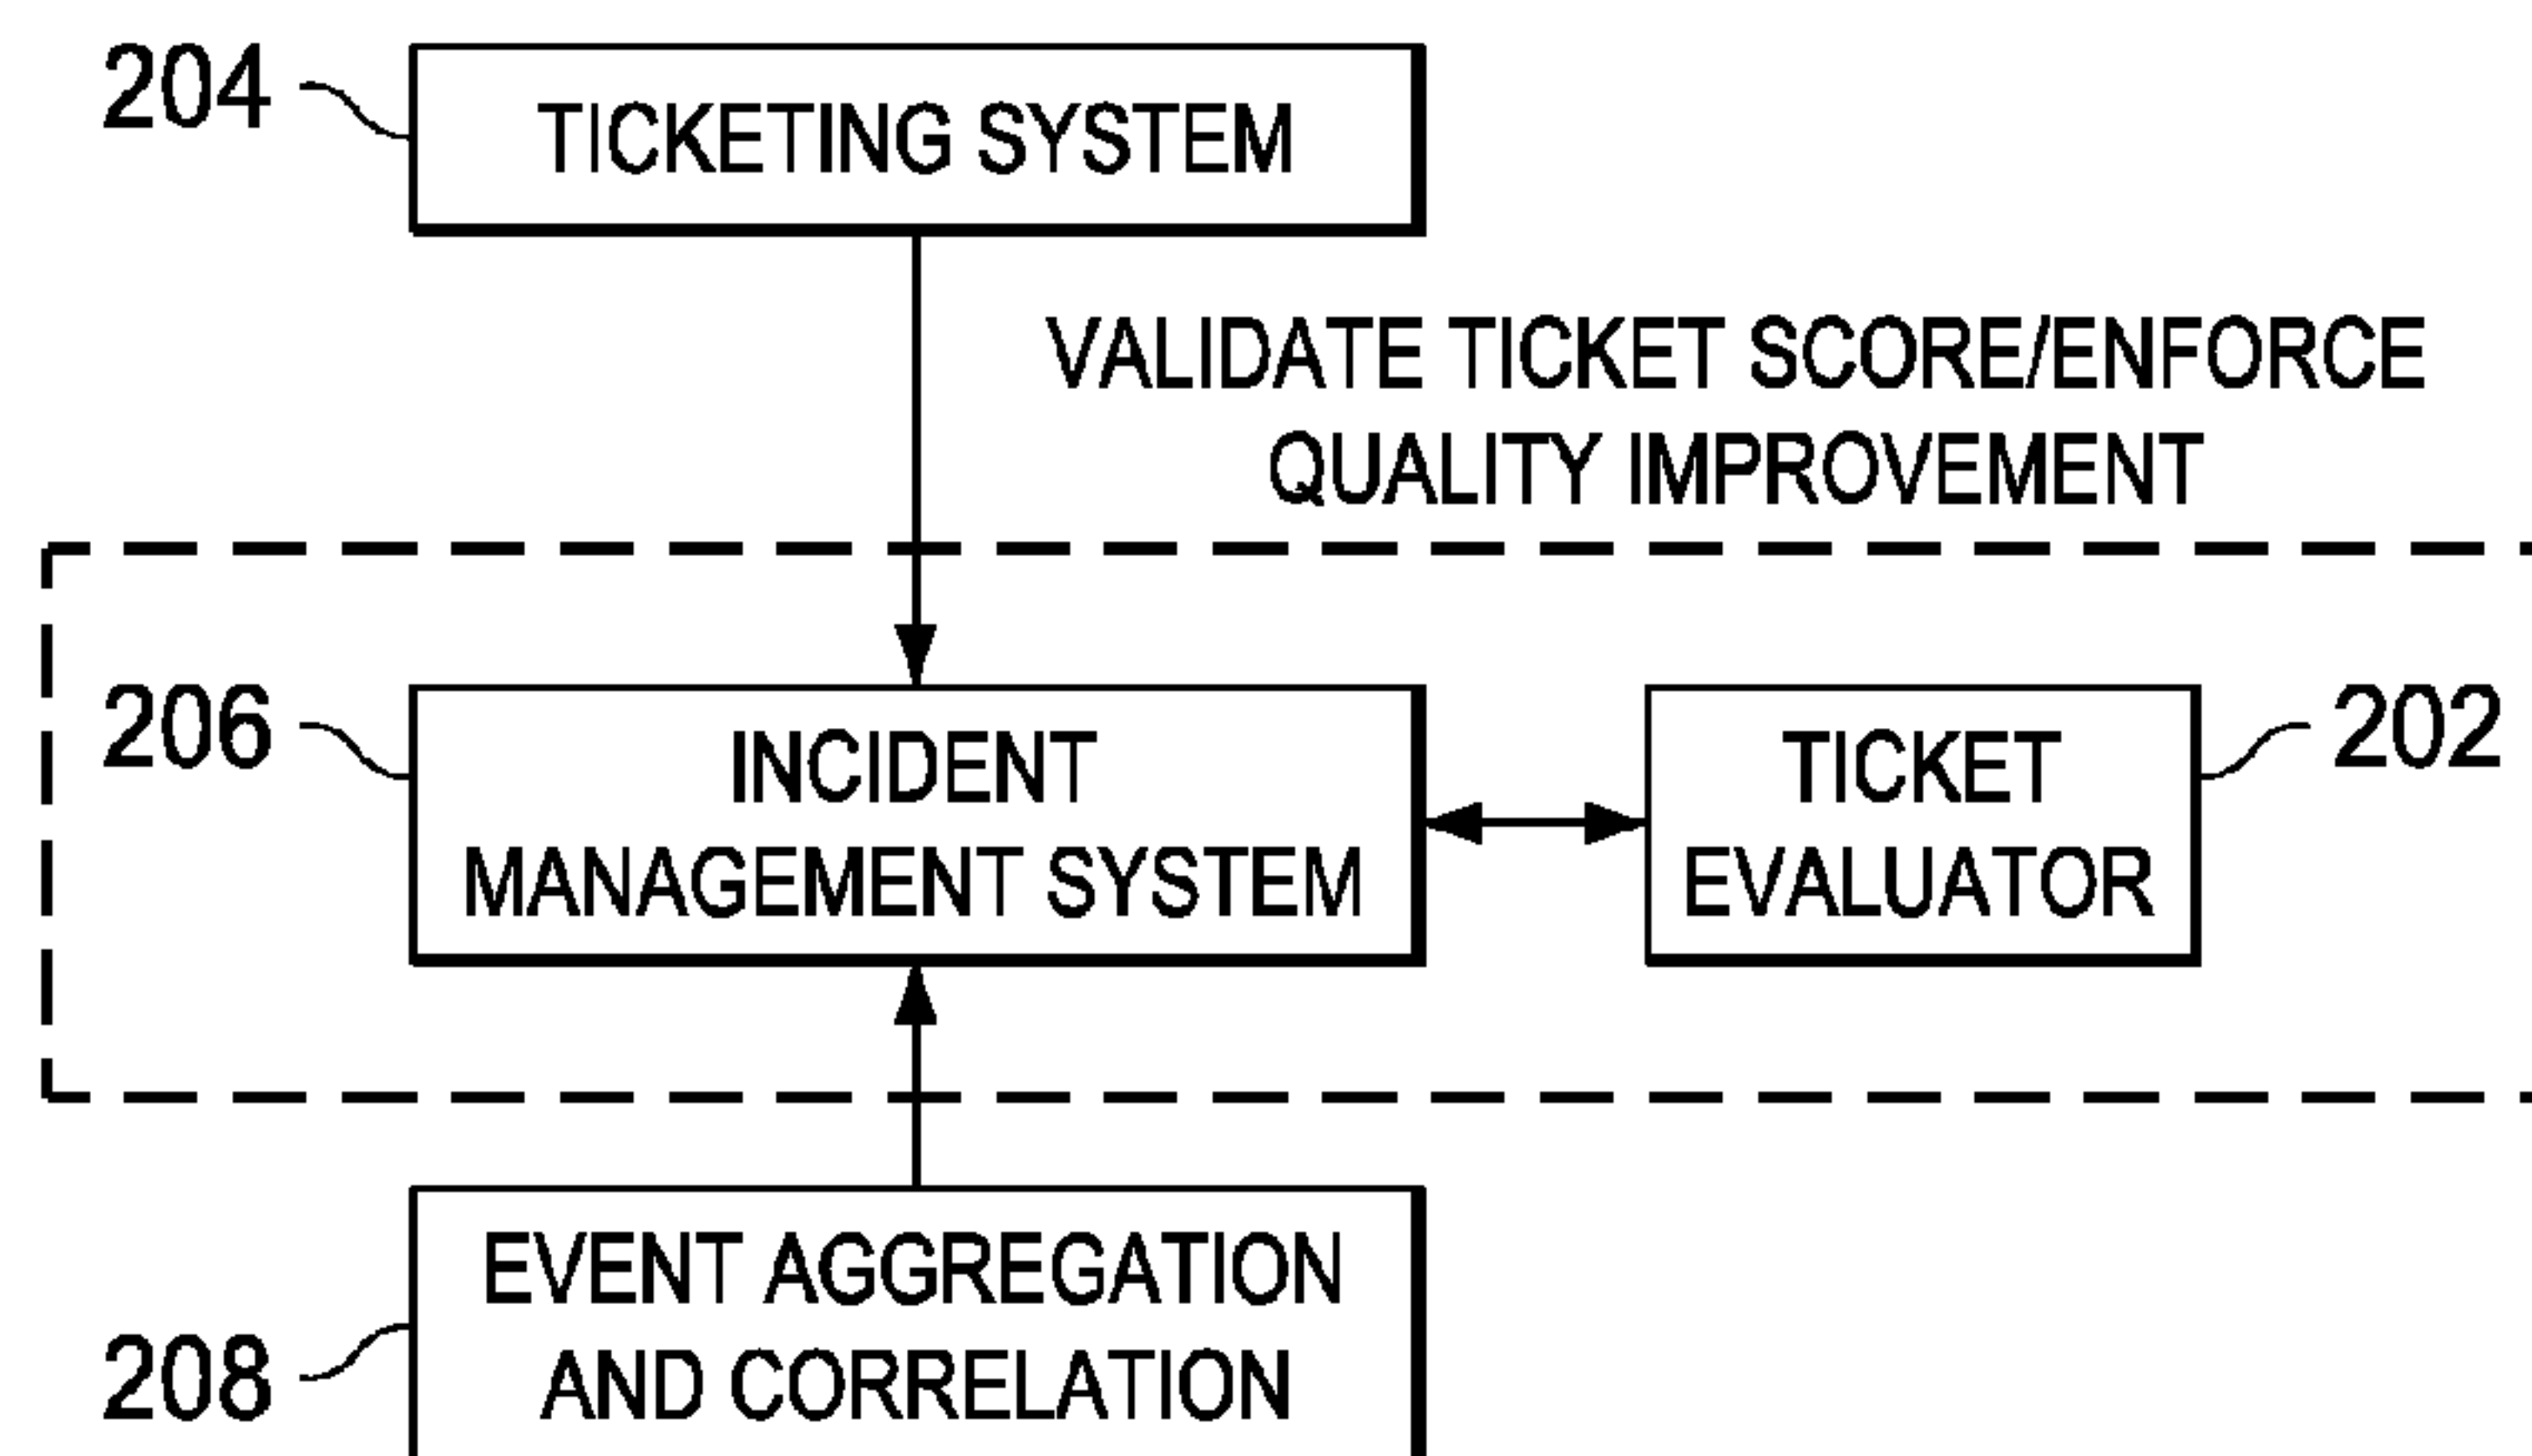 204
TICKETING SYSTEM
VALIDATE TICKET SCORE/ENFORCE
QUALITY IMPROVEMENT
206
INCIDENT
MANAGEMENT SYSTEM
TICKET
EVALUATOR
202
EVENT AGGREGATION
AND CORRELATION
208